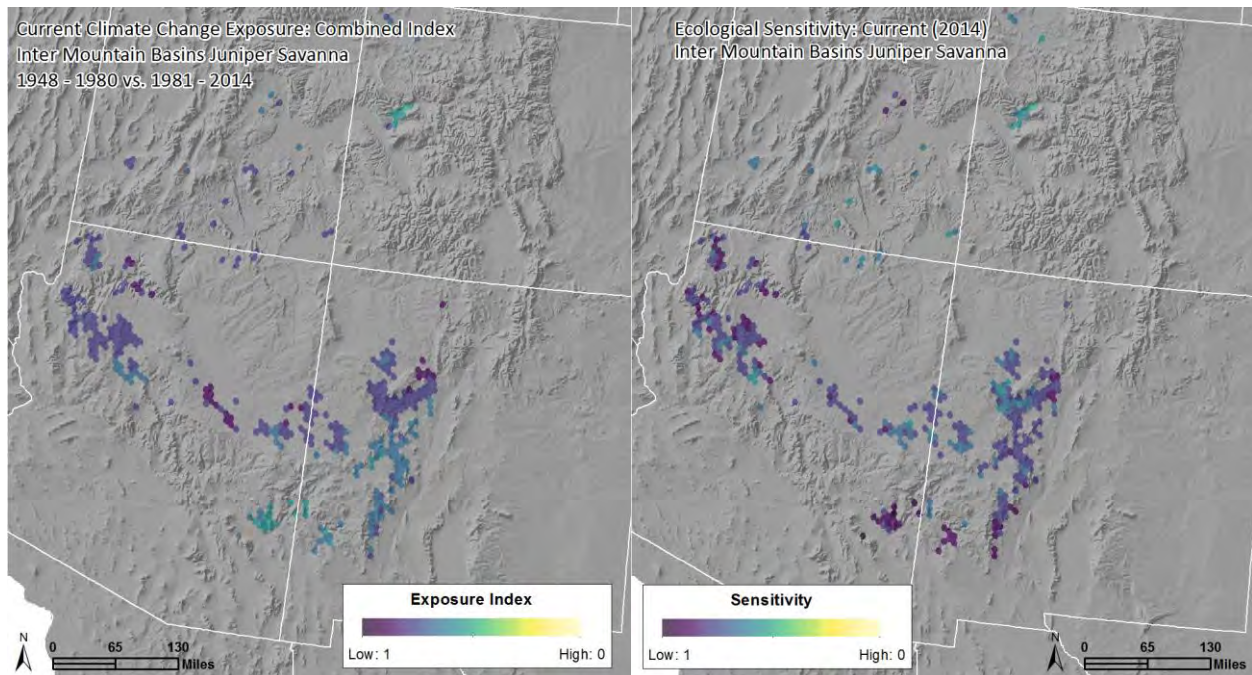 Current Climate Change Exposure: Combined Index
Inter Mountain Basins Juniper Savanna
1948 - 1980 vs. 1981 - 2014
Exposure Index
Low: 1 High: 0
N
0 65 130
Miles
Ecological Sensitivity: Current (2014)
Inter Mountain Basins Juniper Savanna
Sensitivity
Low: 1 High: 0
N
0 65 130
Miles